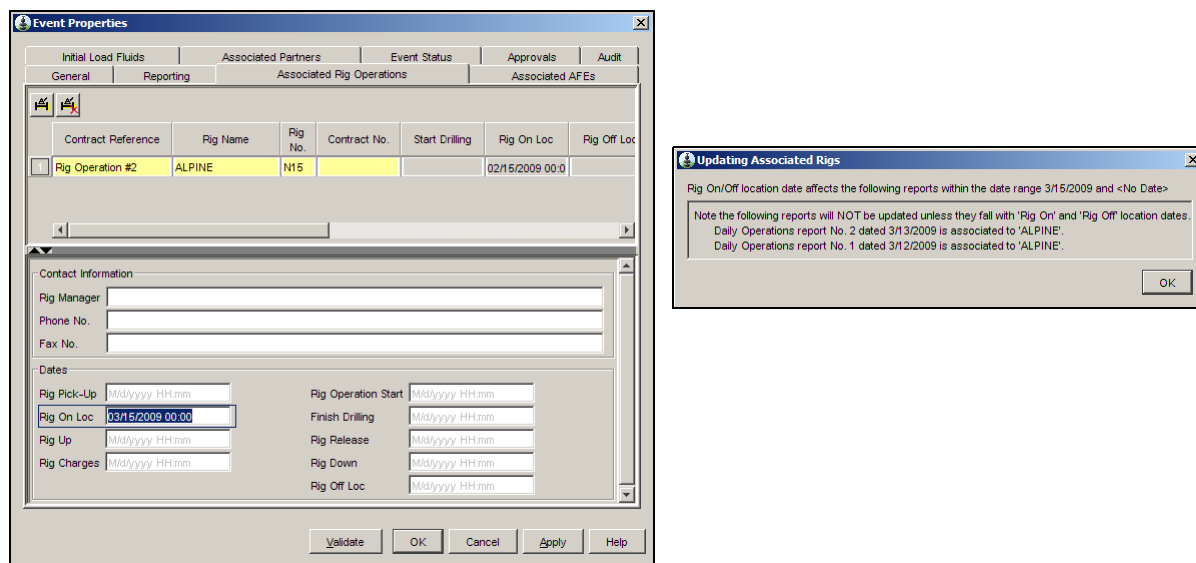 Event Properties
Initial Load Fluids Associated Partners Event Status Approvals Audit
General Reporting Associated Rig Operations Associated AFEs
Contract Reference Rig Name Rig No. Contract No. Start Drilling Rig On Loc Rig Off Loc
1 Rig Operation #2 ALPINE N15 02/15/2009 00:0
Contact Information
Rig Manager
Phone No.
Fax No.
Dates
Rig Pick-Up M/d/yyyy HH:mm Rig Operation Start M/d/yyyy HH:mm
Rig On Loc 03/15/2009 00:00 Finish Drilling M/d/yyyy HH:mm
Rig Up M/d/yyyy HH:mm Rig Release M/d/yyyy HH:mm
Rig Charges M/d/yyyy HH:mm Rig Down M/d/yyyy HH:mm
Rig Off Loc M/d/yyyy HH:mm
Validate OK Cancel Apply Help
Updating Associated Rigs
Rig On/Off location date affects the following reports within the date range 3/15/2009 and <No Date>
Note the following reports will NOT be updated unless they fall with 'Rig On' and 'Rig Off' location dates.
Daily Operations report No. 2 dated 3/13/2009 is associated to 'ALPINE'.
Daily Operations report No. 1 dated 3/12/2009 is associated to 'ALPINE'.
OK